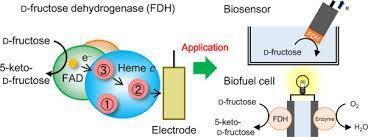 D-fructose dehydrogenase (FDH)
D-fructose
5-keto-
D-fructose
e⁻
FAD
Heme c
③
②
①
Electrode
Application
Biosensor
e⁻
FDH
D-fructose
Biofuel cell
D-fructose
5-keto-
D-fructose
FDH
Enzyme
O₂
H₂O